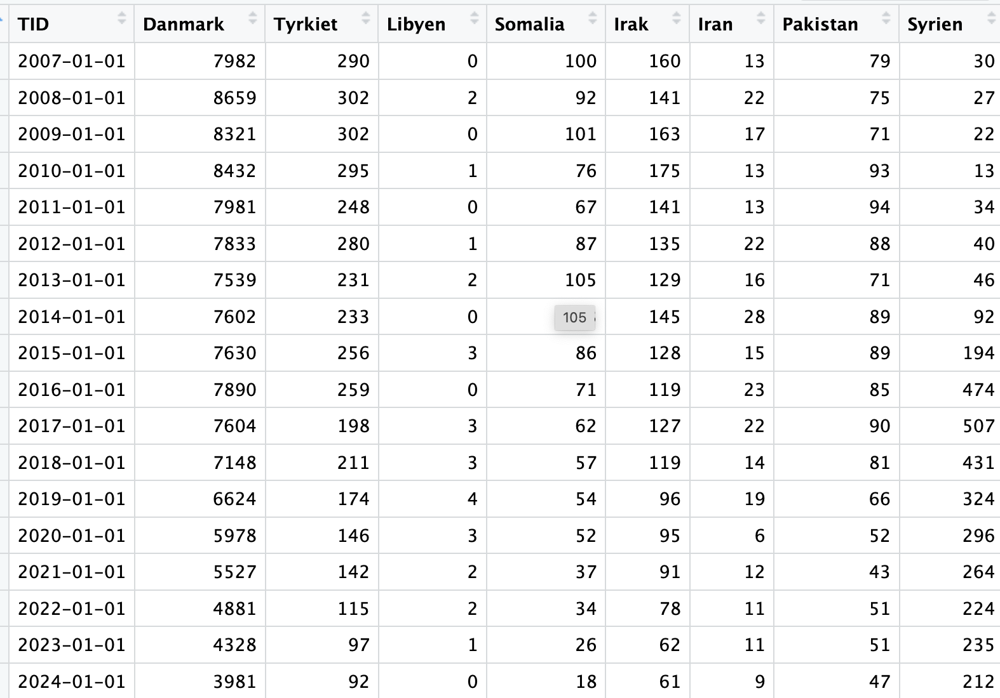 TID Danmark Tyrkiet Libyen Somalia Irak Iran Pakistan Syrien
2007-01-01 7982 290 0 100 160 13 79 30
2008-01-01 8659 302 2 92 141 22 75 27
2009-01-01 8321 302 0 101 163 17 71 22
2010-01-01 8432 295 1 76 175 13 93 13
2011-01-01 7981 248 0 67 141 13 94 34
2012-01-01 7833 280 1 87 135 22 88 40
2013-01-01 7539 231 2 105 129 16 71 46
2014-01-01 7602 233 0 105 145 28 89 92
2015-01-01 7630 256 3 86 128 15 89 194
2016-01-01 7890 259 0 71 119 23 85 474
2017-01-01 7604 198 3 62 127 22 90 507
2018-01-01 7148 211 3 57 119 14 81 431
2019-01-01 6624 174 4 54 96 19 66 324
2020-01-01 5978 146 3 52 95 6 52 296
2021-01-01 5527 142 2 37 91 12 43 264
2022-01-01 4881 115 2 34 78 11 51 224
2023-01-01 4328 97 1 26 62 11 51 235
2024-01-01 3981 92 0 18 61 9 47 212